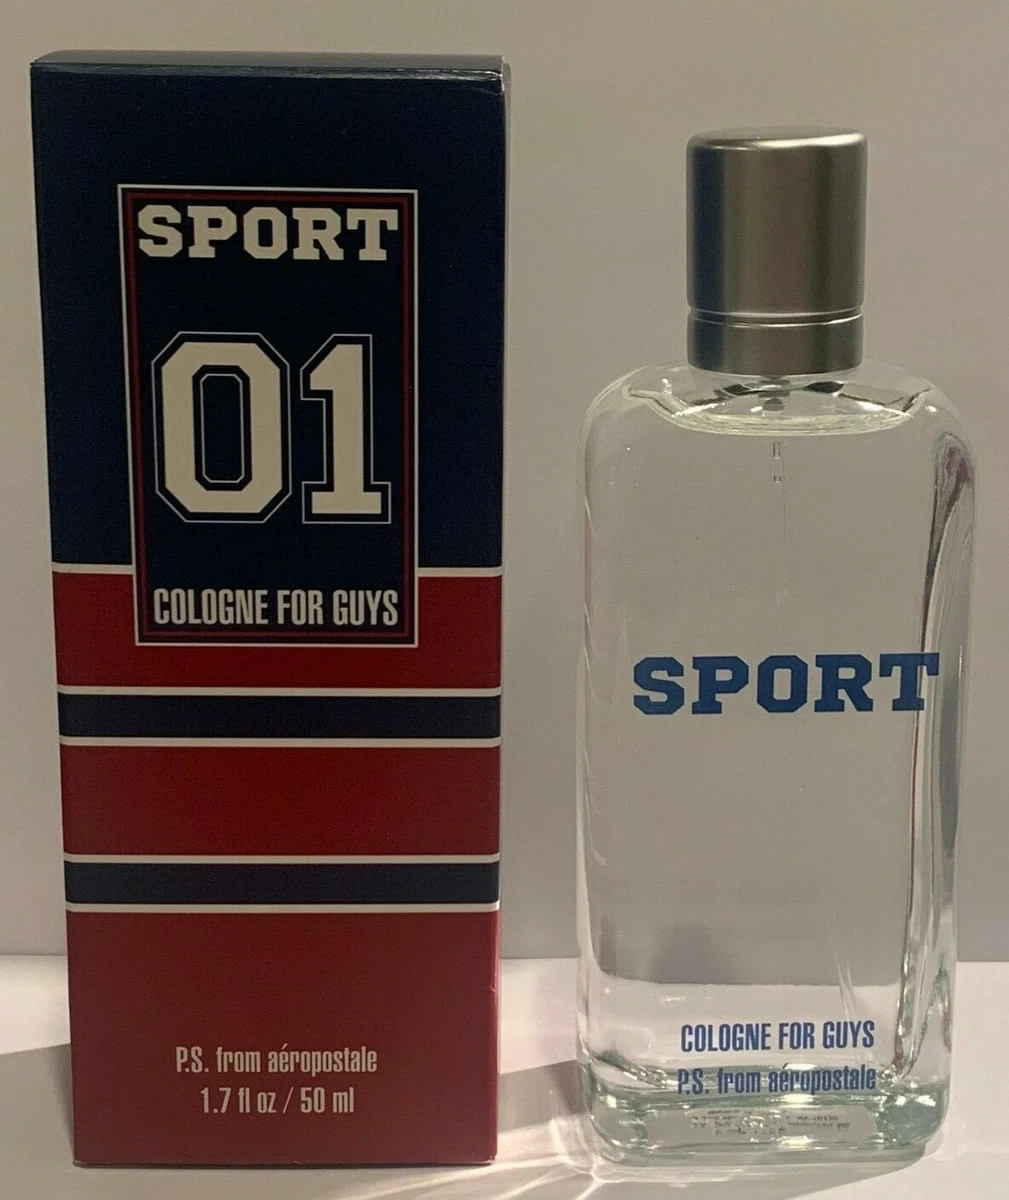 SPORT
01
COLOGNE FOR GUYS
P.S. from aéropostale
1.7 fl oz / 50 ml
SPORT
COLOGNE FOR GUYS
P.S. from aéropostale